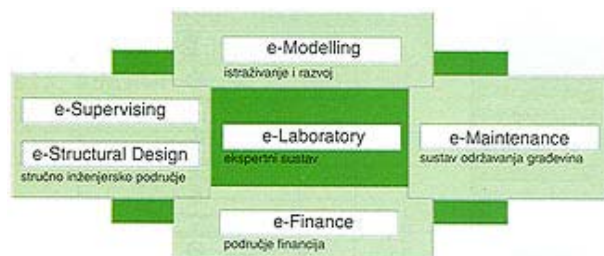 e-Modelling
istraživanje i razvoj
e-Supervising
e-Structural Design
stručno inženjersko područje
e-Laboratory
ekspertni sustav
e-Maintenance
sustav održavanja građevina
e-Finance
područje financija